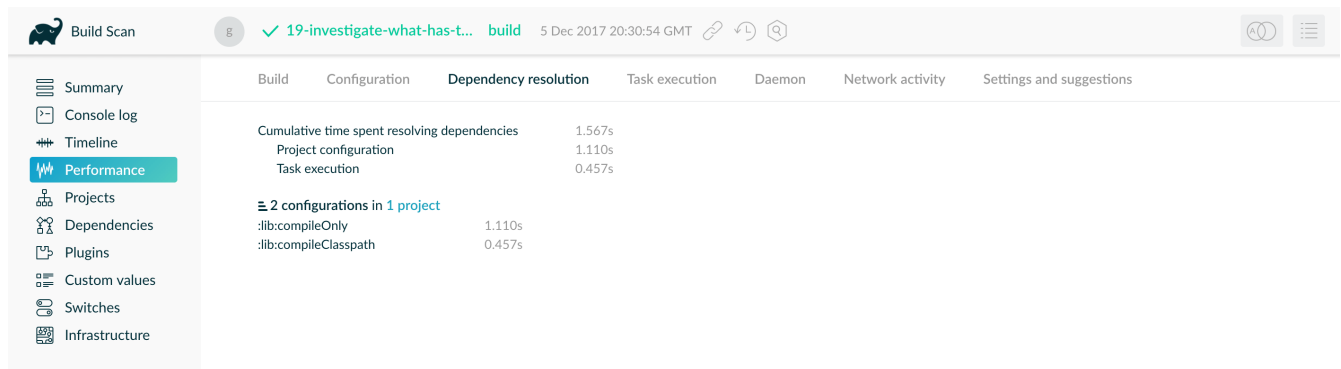 Build Scan
g 19-investigate-what-has-t... build 5 Dec 2017 20:30:54 GMT
Summary
Console log
Timeline
Performance
Projects
Dependencies
Plugins
Custom values
Switches
Infrastructure
Build Configuration Dependency resolution Task execution Daemon Network activity Settings and suggestions
Cumulative time spent resolving dependencies 1.567s
Project configuration 1.110s
Task execution 0.457s
2 configurations in 1 project
:lib:compileOnly 1.110s
:lib:compileClasspath 0.457s